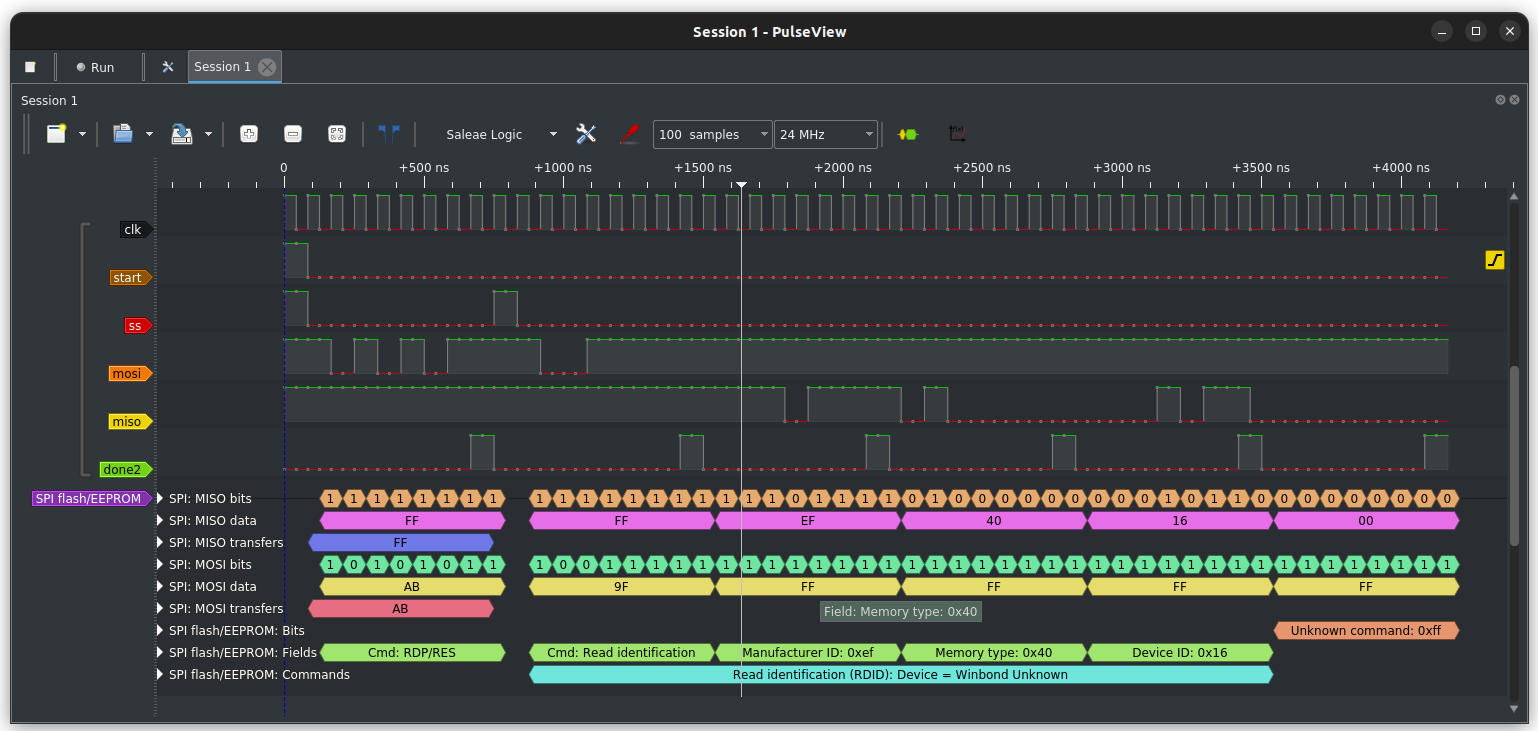 Session 1 - PulseView
Run
Session 1
Session 1
Saleae Logic
100 samples
24 MHz
0 +500 ns +1000 ns +1500 ns +2000 ns +2500 ns +3000 ns +3500 ns +4000 ns
clk
start
ss
mosi
miso
done2
SPI flash/EEPROM
SPI: MISO bits 1 1 1 1 1 1 1 1 1 1 1 1 1 1 1 1 1 1 1 0 1 1 1 1 0 1 0 0 0 0 0 0 0 0 0 1 0 1 1 0 0 0 0 0 0 0 0 0
SPI: MISO data FF FF EF 40 16 00
SPI: MISO transfers FF
SPI: MOSI bits 1 0 1 0 1 0 1 1 1 0 0 1 1 1 1 1 1 1 1 1 1 1 1 1 1 1 1 1 1 1 1 1 1 1 1 1 1 1 1 1 1 1 1 1 1 1 1 1
SPI: MOSI data AB 9F FF FF FF FF
SPI: MOSI transfers AB
Field: Memory type: 0x40
SPI flash/EEPROM: Bits Unknown command: 0xff
SPI flash/EEPROM: Fields Cmd: RDP/RES Cmd: Read identification Manufacturer ID: 0xef Memory type: 0x40 Device ID: 0x16
SPI flash/EEPROM: Commands Read identification (RDID): Device = Winbond Unknown